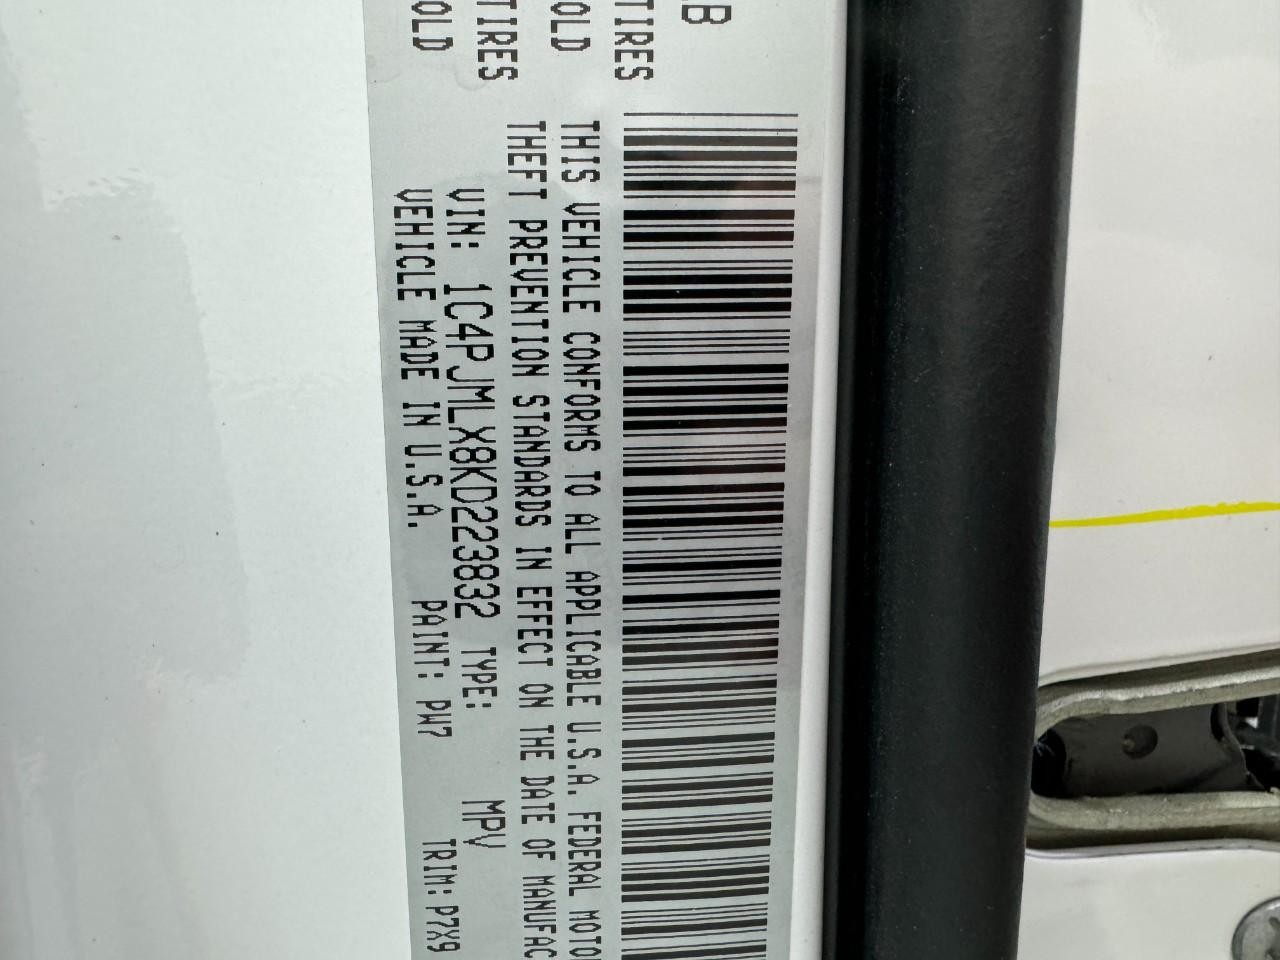 LB
TIRES
OLD
TIRES
OLD
THIS VEHICLE CONFORMS TO ALL APPLICABLE U.S.A. FEDERAL MOTO
THEFT PREVENTION STANDARDS IN EFFECT ON THE DATE OF MANUFAC
VIN: 1C4PJMLX8KD223832 TYPE: MPV
VEHICLE MADE IN U.S.A. PAINT: PW7 TRIM: P7X9